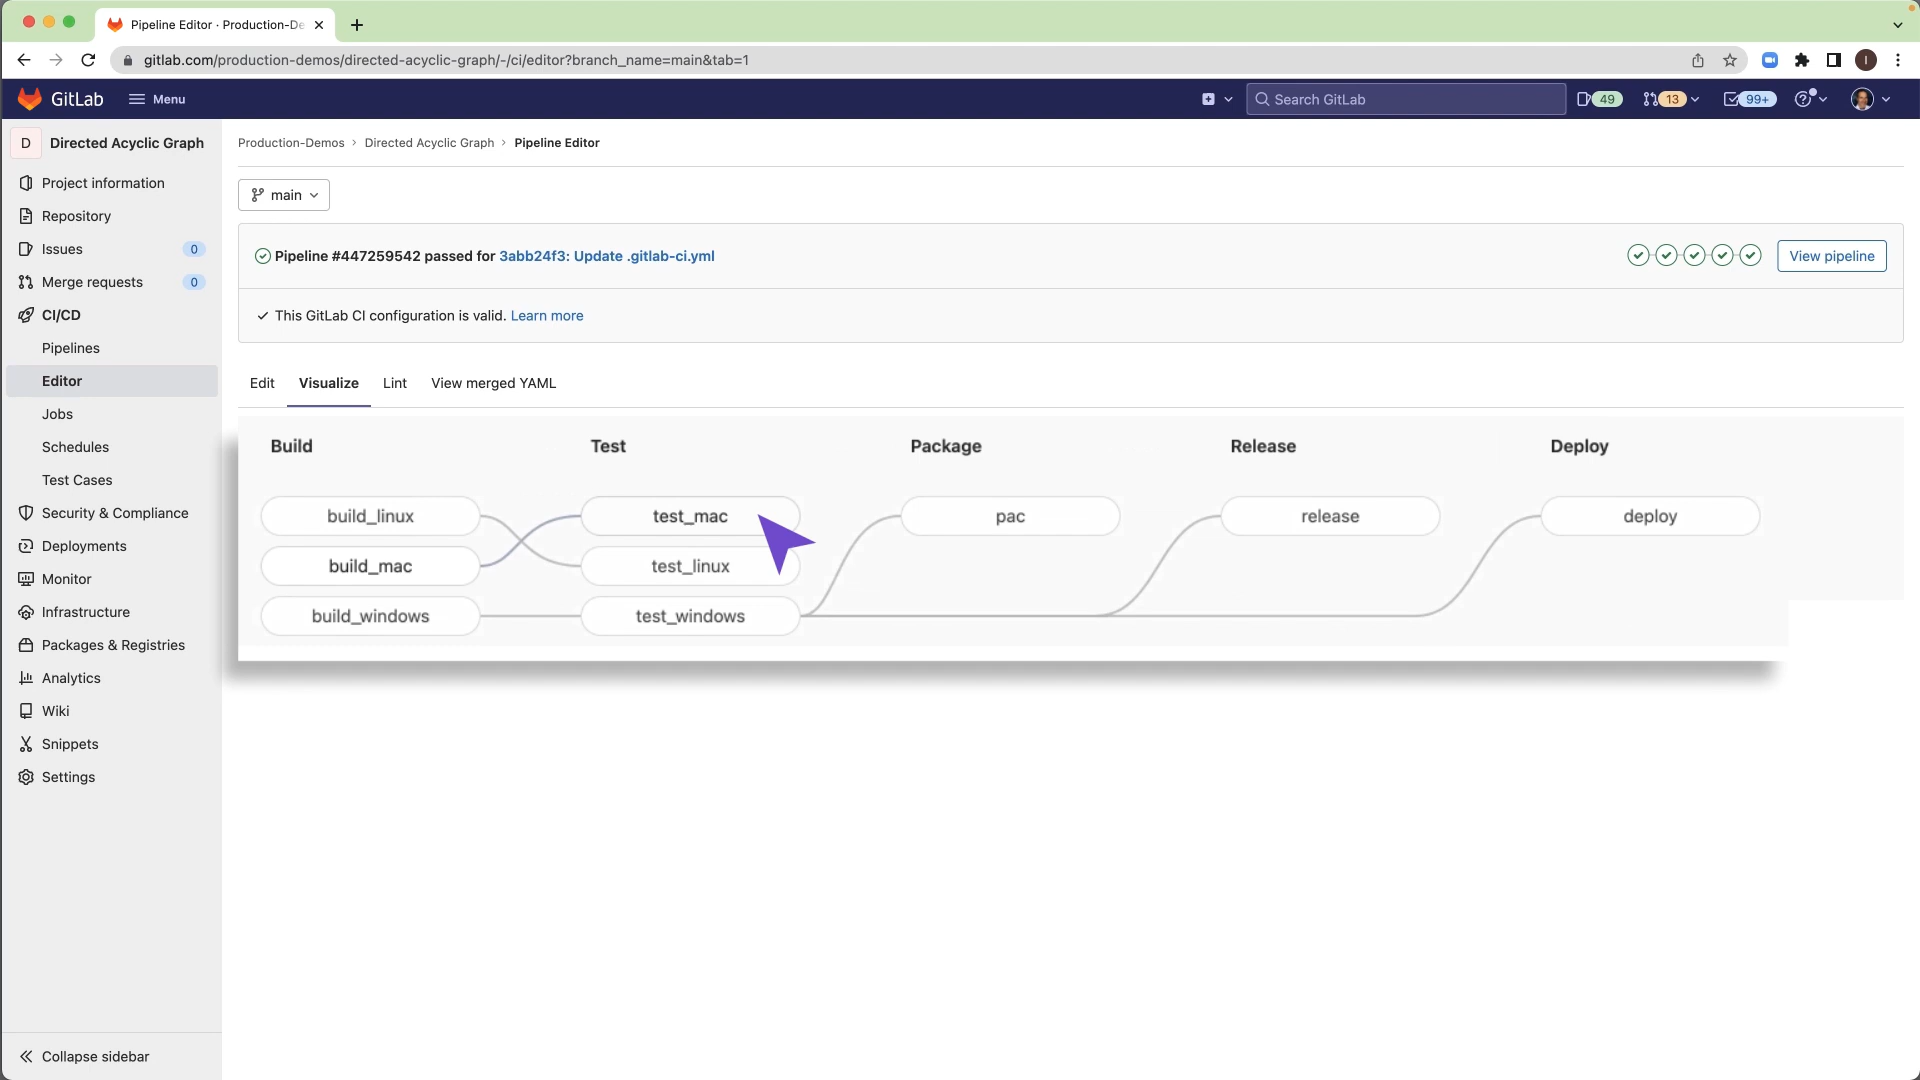 Pipeline Editor · Production-De
gitlab.com/production-demos/directed-acyclic-graph/-/ci/editor?branch_name=main&tab=1
I
GitLab
Menu
Search GitLab
49
13
99+
D Directed Acyclic Graph
Project information
Repository
Issues 0
Merge requests 0
CI/CD
Pipelines
Editor
Jobs
Schedules
Test Cases
Security & Compliance
Deployments
Monitor
Infrastructure
Packages & Registries
Analytics
Wiki
Snippets
Settings
Collapse sidebar
Production-Demos › Directed Acyclic Graph › Pipeline Editor
main
Pipeline #447259542 passed for 3abb24f3: Update .gitlab-ci.yml
View pipeline
This GitLab CI configuration is valid. Learn more
Edit Visualize Lint View merged YAML
Build Test Package Release Deploy
build_linux test_mac pac release deploy
build_mac test_linux
build_windows test_windows